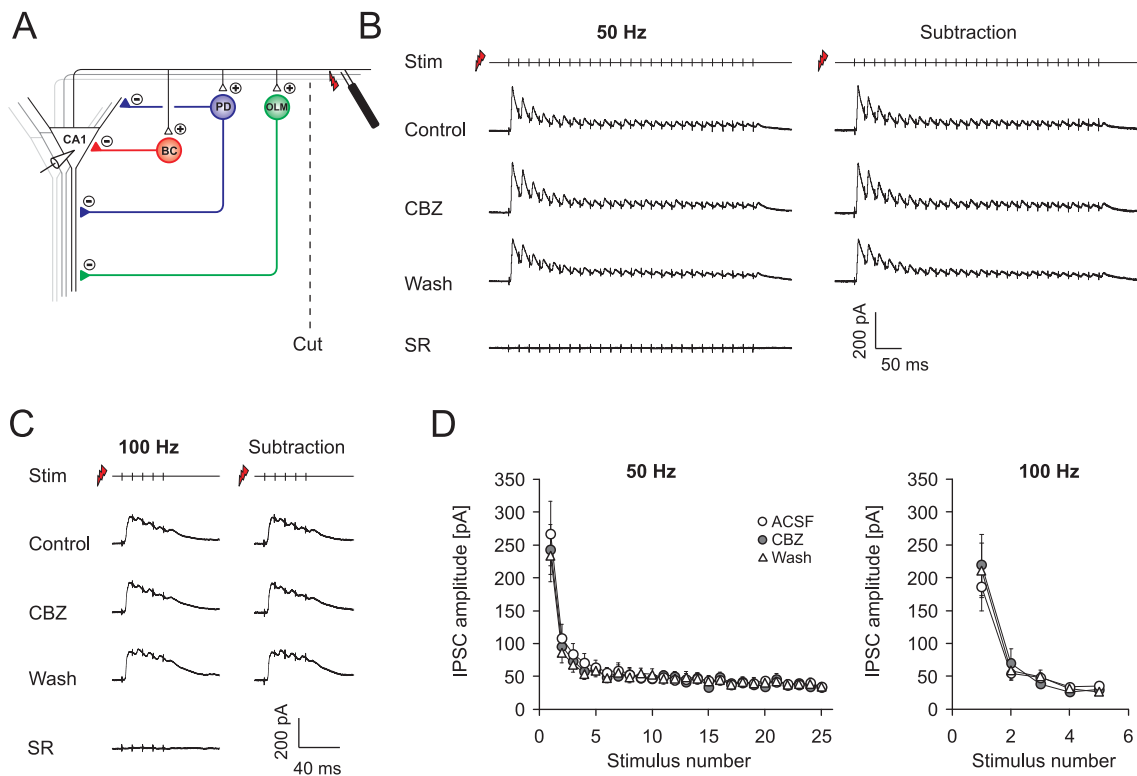 A
CA1
BC
PD
OLM
Cut
B
50 Hz
Subtraction
Stim
Control
CBZ
Wash
SR
200 pA
50 ms
C
100 Hz
Subtraction
Stim
Control
CBZ
Wash
SR
200 pA
40 ms
D
50 Hz
IPSC amplitude [pA]
350
300
250
200
150
100
50
0
0 5 10 15 20 25
Stimulus number
ACSF
CBZ
Wash
100 Hz
IPSC amplitude [pA]
350
300
250
200
150
100
50
0
0 2 4 6
Stimulus number